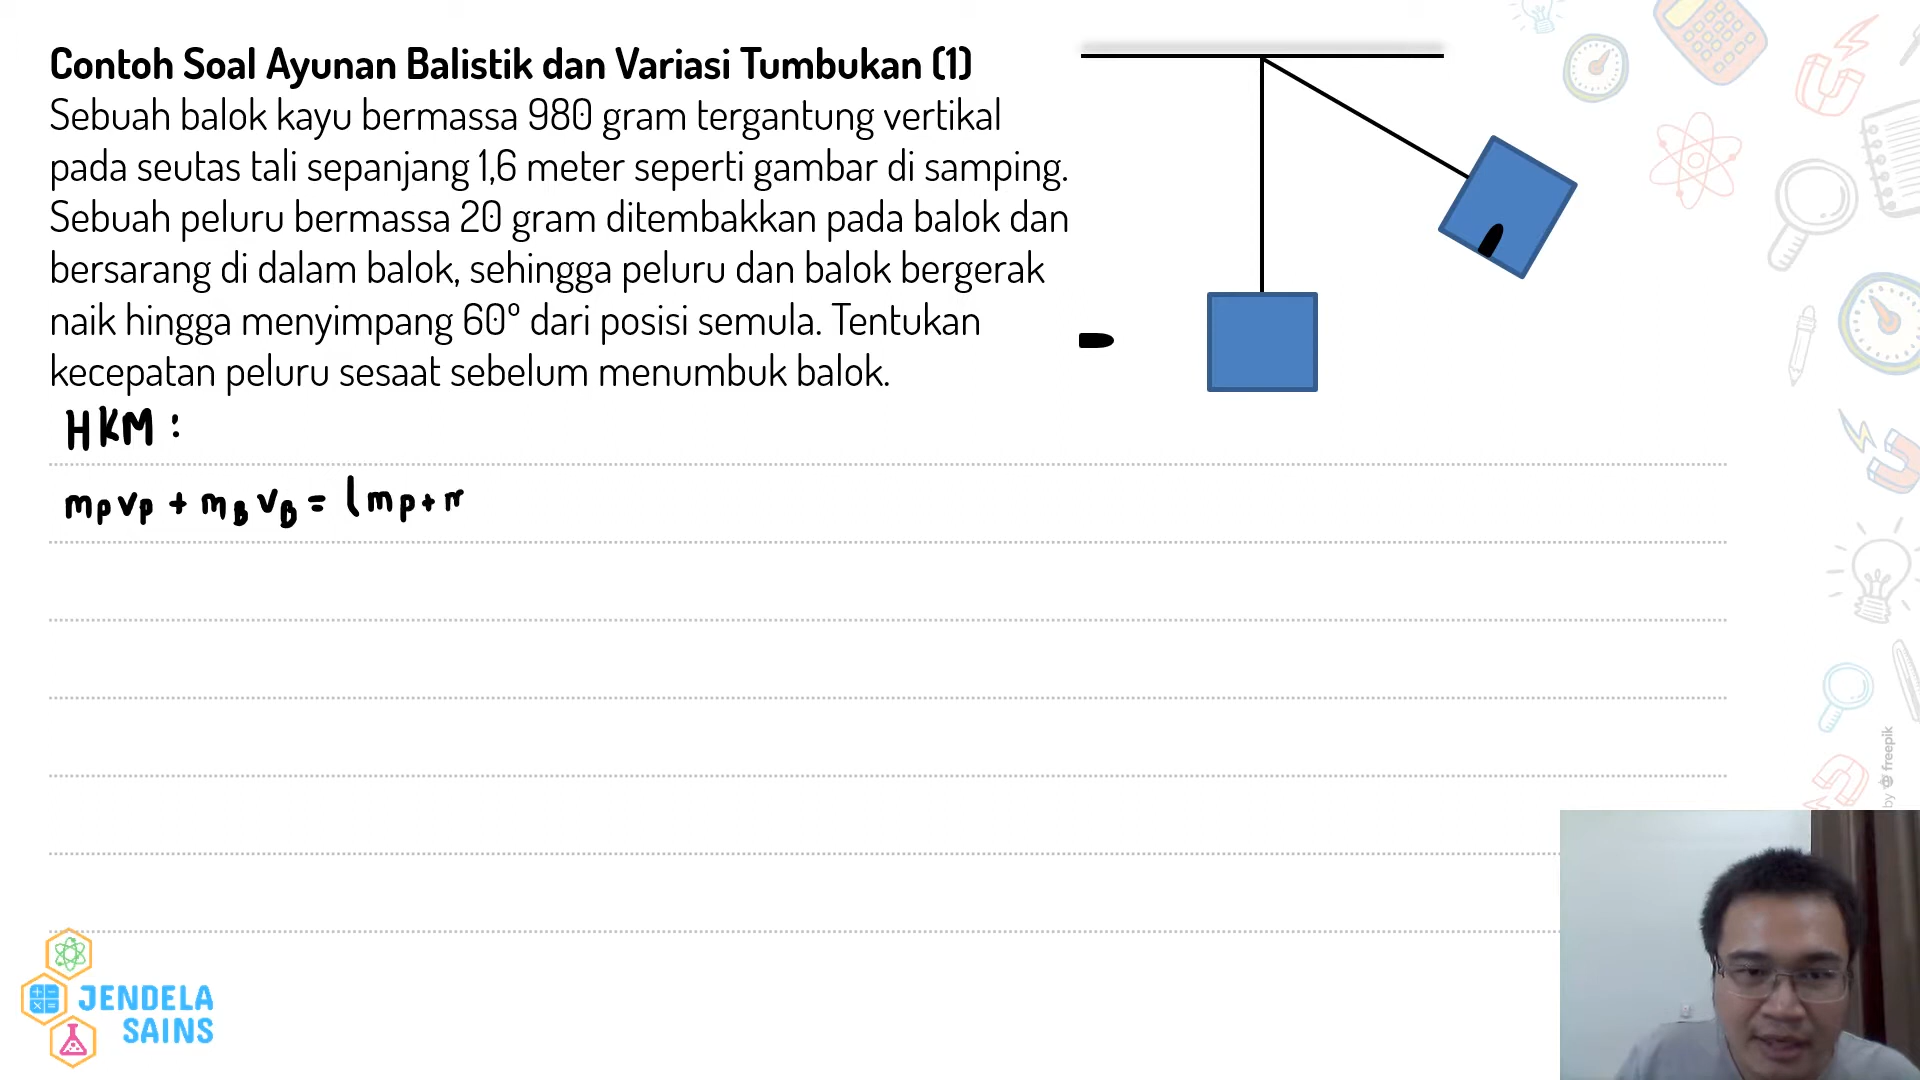 Contoh Soal Ayunan Balistik dan Variasi Tumbukan (1)
Sebuah balok kayu bermassa 980 gram tergantung vertikal
pada seutas tali sepanjang 1,6 meter seperti gambar di samping.
Sebuah peluru bermassa 20 gram ditembakkan pada balok dan
bersarang di dalam balok, sehingga peluru dan balok bergerak
naik hingga menyimpang 60º dari posisi semula. Tentukan
kecepatan peluru sesaat sebelum menumbuk balok.
HKM :
mpvp + mBvB = (mp+
by freepik
JENDELA
SAINS